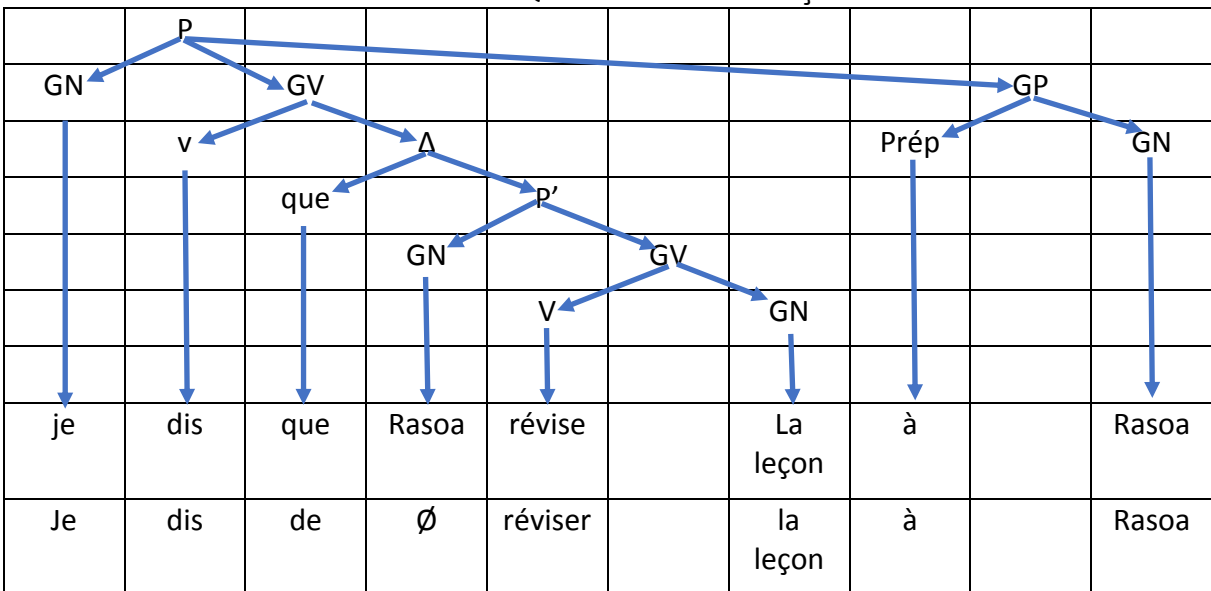 P
GN GV GP
v Δ Prép GN
que P’
GN GV
V GN
je dis que Rasoa révise La leçon à Rasoa
Je dis de Ø réviser la leçon à Rasoa